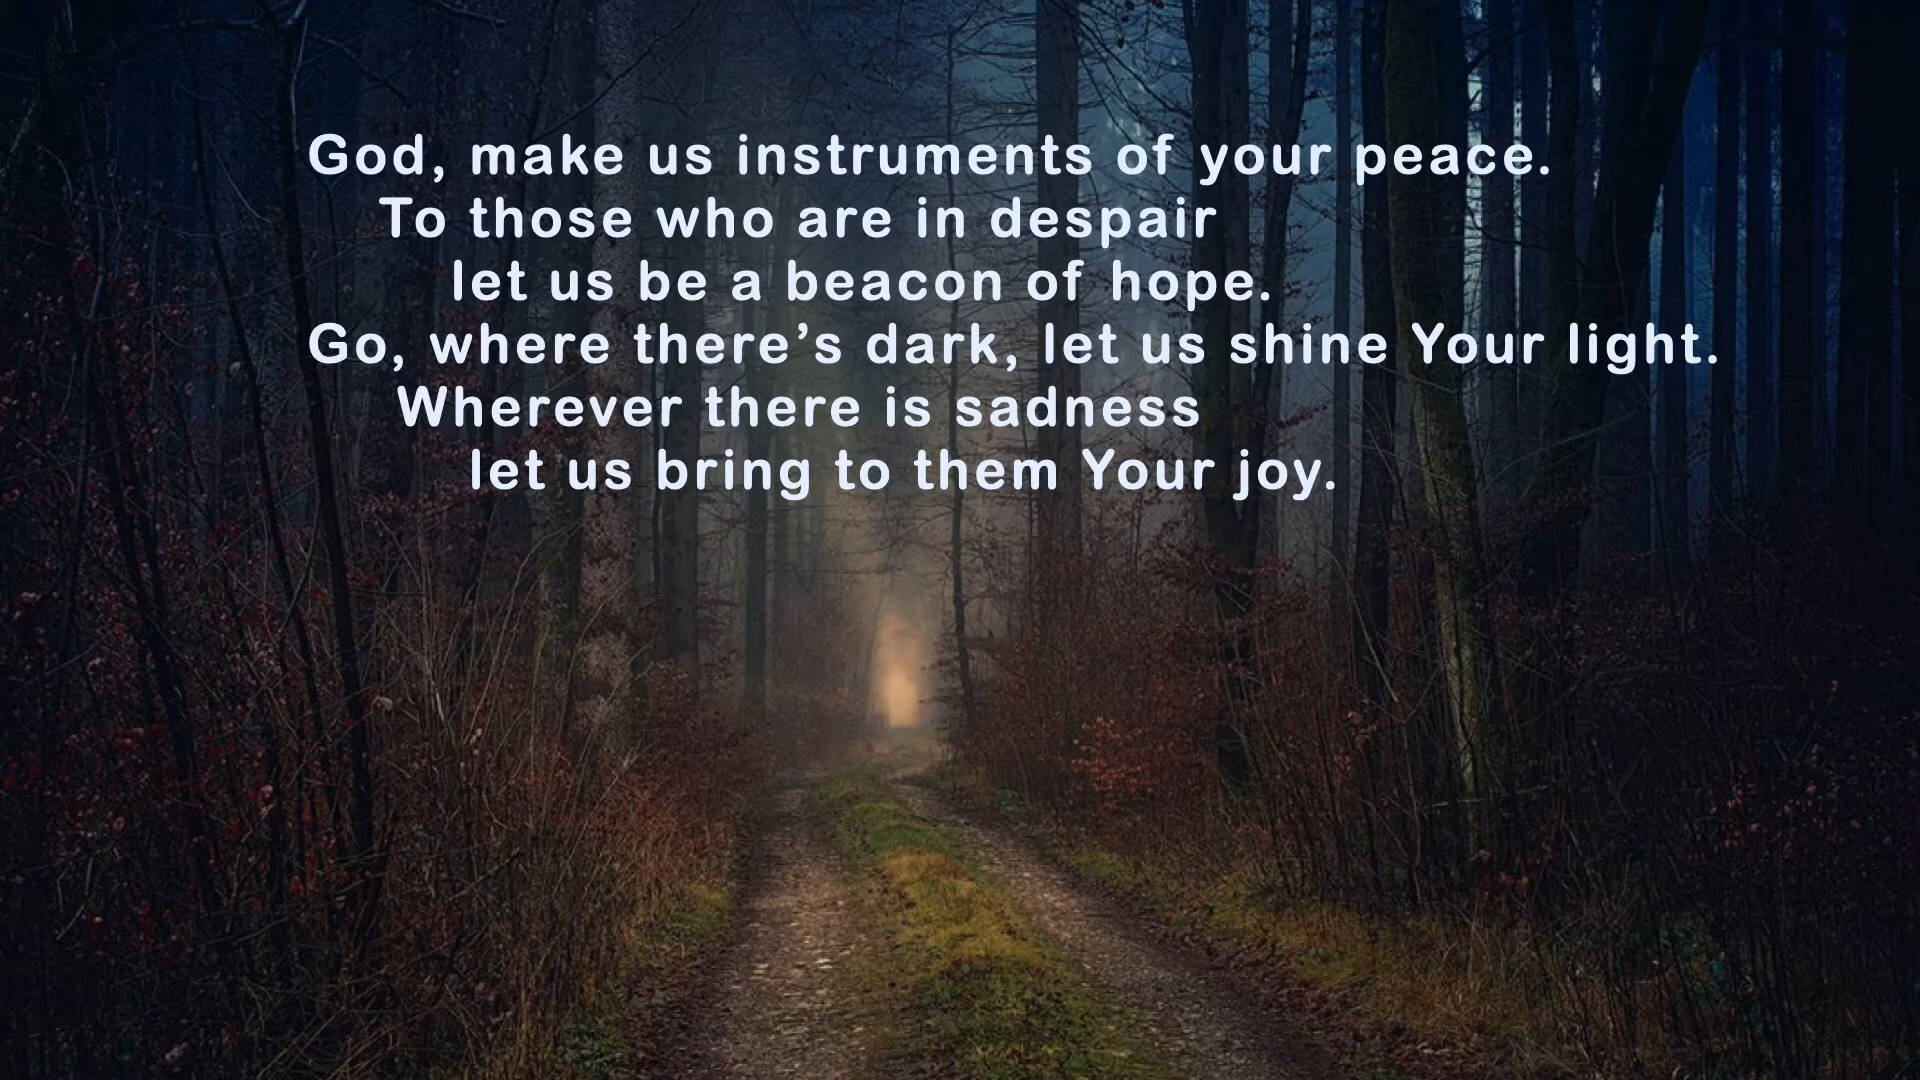 God, make us instruments of your peace.
To those who are in despair
let us be a beacon of hope.
Go, where there’s dark, let us shine Your light.
Wherever there is sadness
let us bring to them Your joy.